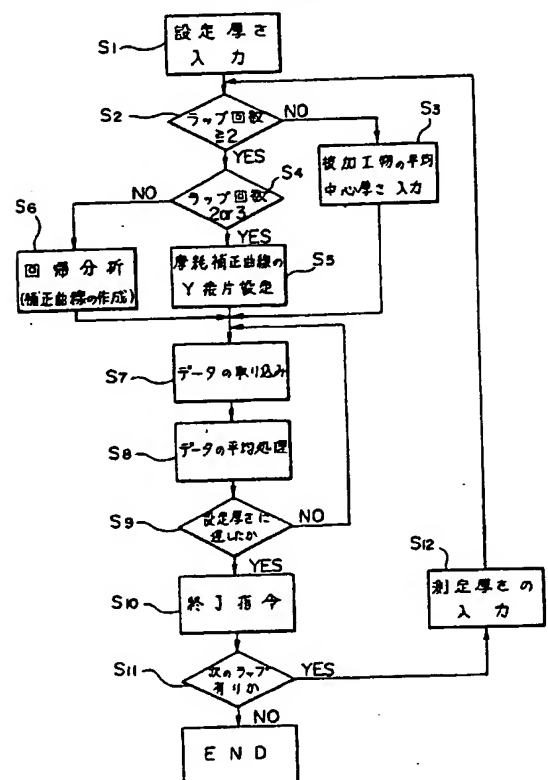 S1
設定厚さ
入力
S2
ラップ回数
≧2
NO
YES
S3
被加工物の平均
中心厚さ入力
S4
ラップ回数
2or3
NO
YES
S6
回帰分析
(補正曲線の作成)
S5
摩耗補正曲線の
Y切片設定
S7
データの取り込み
S8
データの平均処理
S9
設定厚さに
達したか
NO
YES
S10
終了指令
S11
次のラップ
有りか
YES
NO
S12
測定厚さの
入力
END